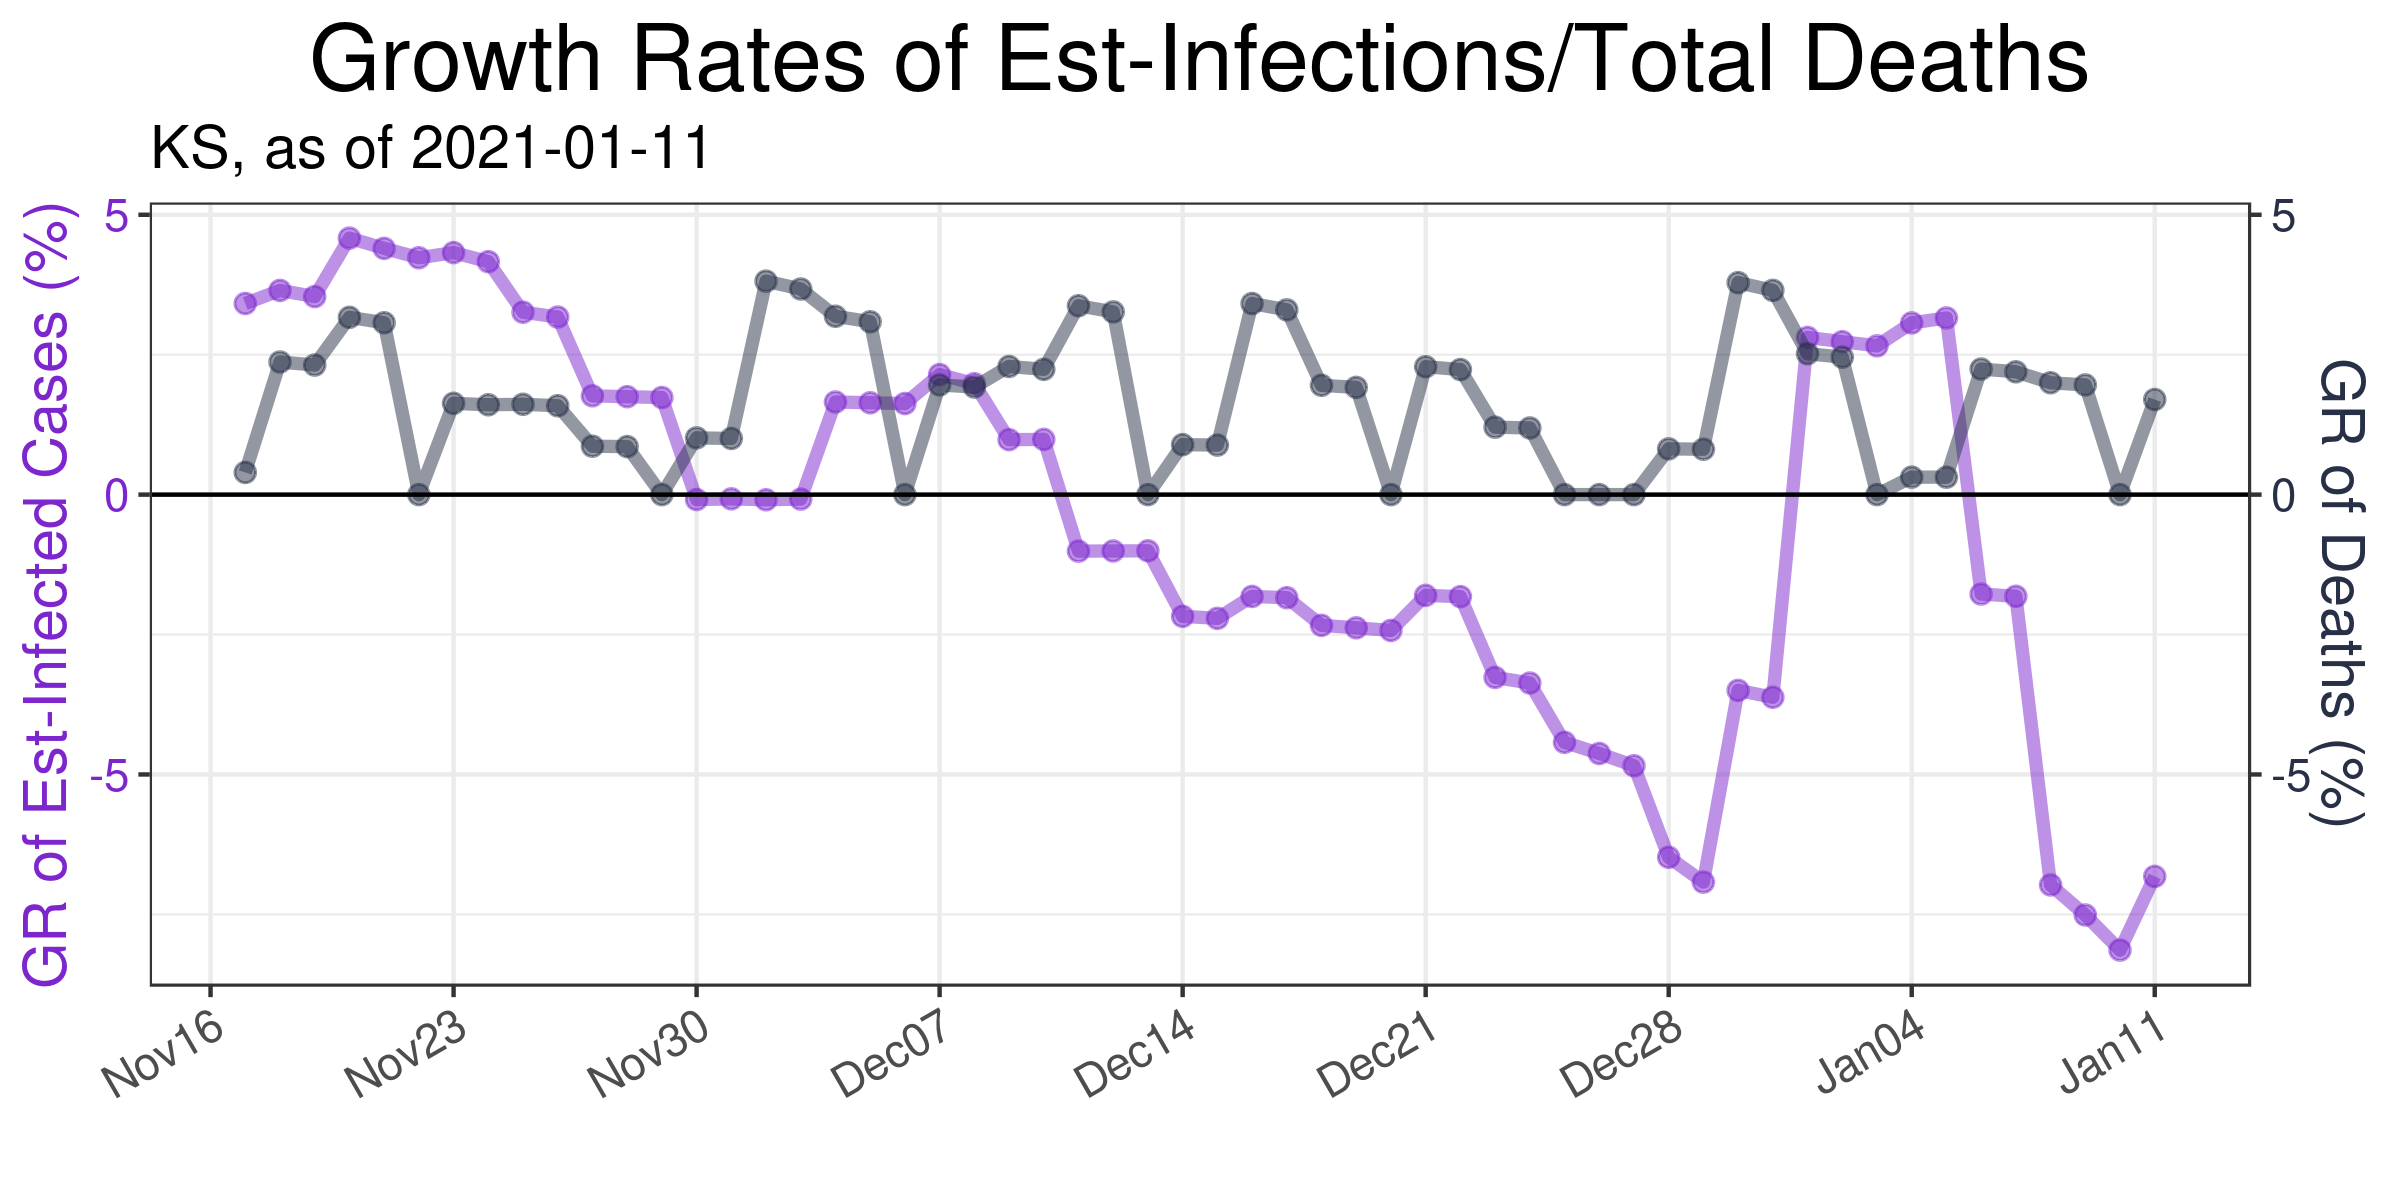 Growth Rates of Est-Infections/Total Deaths
KS, as of 2021-01-11
GR of Est-Infected Cases (%)
5
0
-5
5
0
-5
GR of Deaths (%)
Nov16
Nov23
Nov30
Dec07
Dec14
Dec21
Dec28
Jan04
Jan11